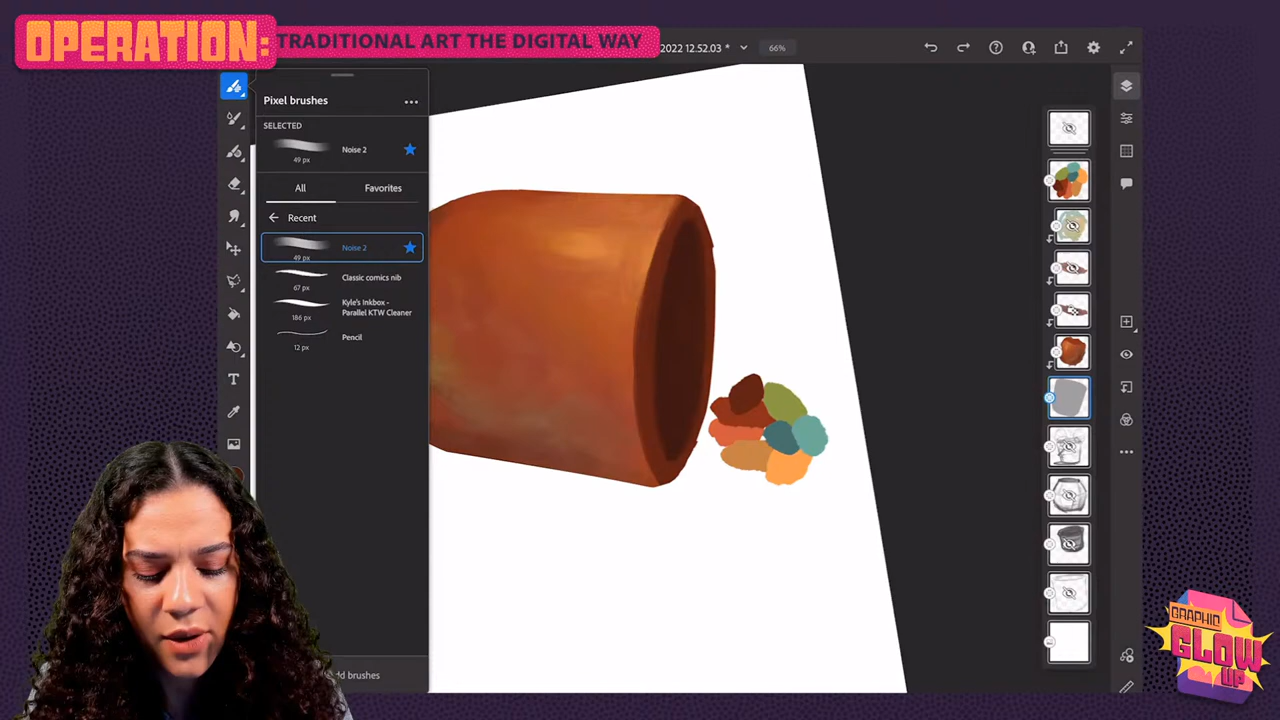 OPERATION:
TRADITIONAL ART THE DIGITAL WAY
2022 12.52.03 *
66%
Pixel brushes
SELECTED
Noise 2
49 px
All
Favorites
Recent
Noise 2
49 px
Classic comics nib
67 px
Kyle's Inkbox -
Parallel KTW Cleaner
186 px
Pencil
12 px
T
dd brushes
GRAPHIC
GLOW
UP